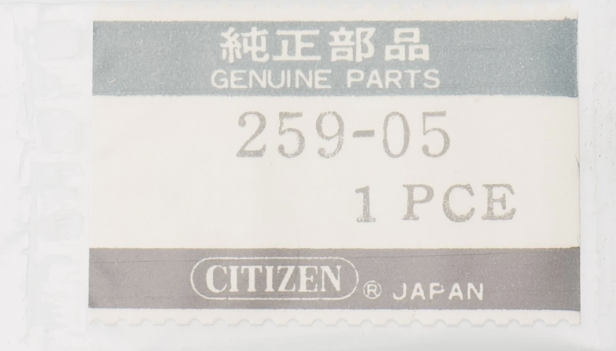 純正部品
GENUINE PARTS
259-05
1 PCE
CITIZEN ® JAPAN